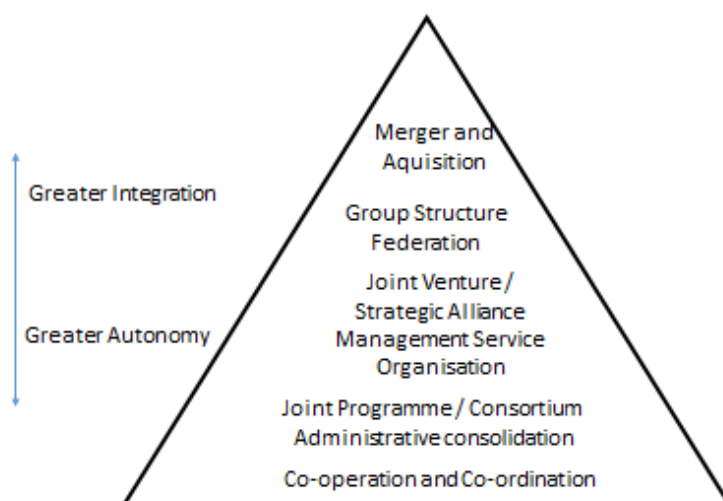 Merger and
Aquisition
Greater Integration
Group Structure
Federation
Joint Venture /
Strategic Alliance
Greater Autonomy
Management Service
Organisation
Joint Programme / Consortium
Administrative consolidation
Co-operation and Co-ordination